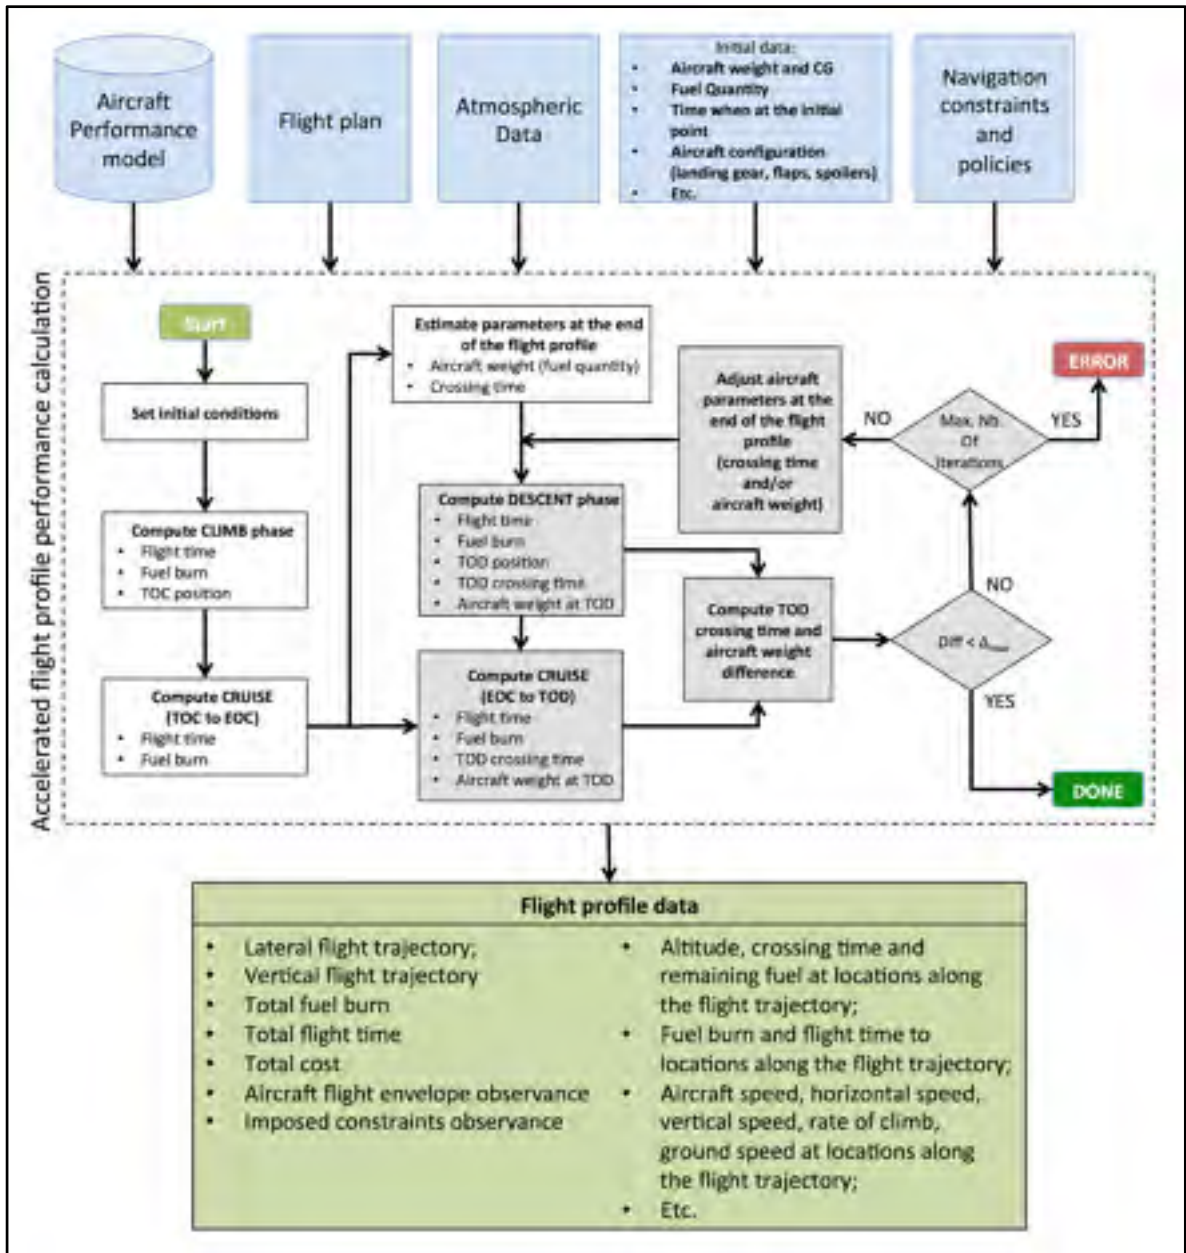 Aircraft
Performance
model
Flight plan
Atmospheric
Data
Initial data:
• Aircraft weight and CG
• Fuel Quantity
• Time when at the initial
point
• Aircraft configuration
(landing gear, flaps, spoilers)
• Etc.
Navigation
constraints
and
policies
Accelerated flight profile performance calculation
Start
Set initial conditions
Compute CLIMB phase
• Flight time
• Fuel burn
• TOC position
Compute CRUISE
(TOC to EOC)
• Flight time
• Fuel burn
Estimate parameters at the end
of the flight profile
• Aircraft weight (fuel quantity)
• Crossing time
Compute DESCENT phase
• Flight time
• Fuel burn
• TOD position
• TOD crossing time
• Aircraft weight at TOD
Compute CRUISE
(EOC to TOD)
• Flight time
• Fuel burn
• TOD crossing time
• Aircraft weight at TOD
Adjust aircraft
parameters at the
end of the flight
profile
(crossing time
and/or
aircraft weight)
Compute TOD
crossing time and
aircraft weight
difference
NO
Max. Nb.
Of
Iterations
YES
ERROR
NO
Diff < Δmax
YES
DONE
Flight profile data
• Lateral flight trajectory;
• Vertical flight trajectory
• Total fuel burn
• Total flight time
• Total cost
• Aircraft flight envelope observance
• Imposed constraints observance
• Altitude, crossing time and
remaining fuel at locations along
the flight trajectory;
• Fuel burn and flight time to
locations along the flight trajectory;
• Aircraft speed, horizontal speed,
vertical speed, rate of climb,
ground speed at locations along
the flight trajectory;
• Etc.